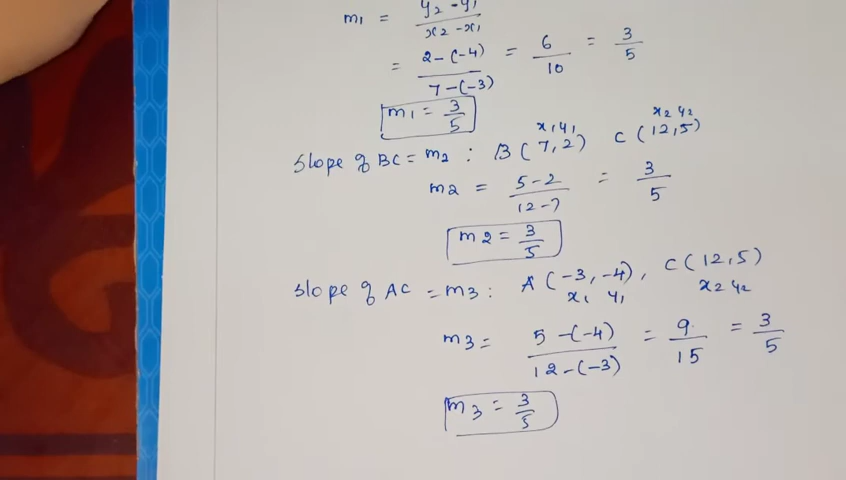 m1 = y2 - y1 / x2 - x1
= 2 - (-4) / 7 - (-3) = 6 / 10 = 3 / 5
m1 = 3/5
x1 y1 x2 y2
Slope of BC = m2 : B(7,2) C(12,5)
m2 = 5-2 / 12-7 = 3 / 5
m2 = 3/5
Slope of AC = m3 : A(-3, -4), C(12,5)
x1 y1 x2 y2
m3 = 5 - (-4) / 12 - (-3) = 9 / 15 = 3 / 5
m3 = 3/5